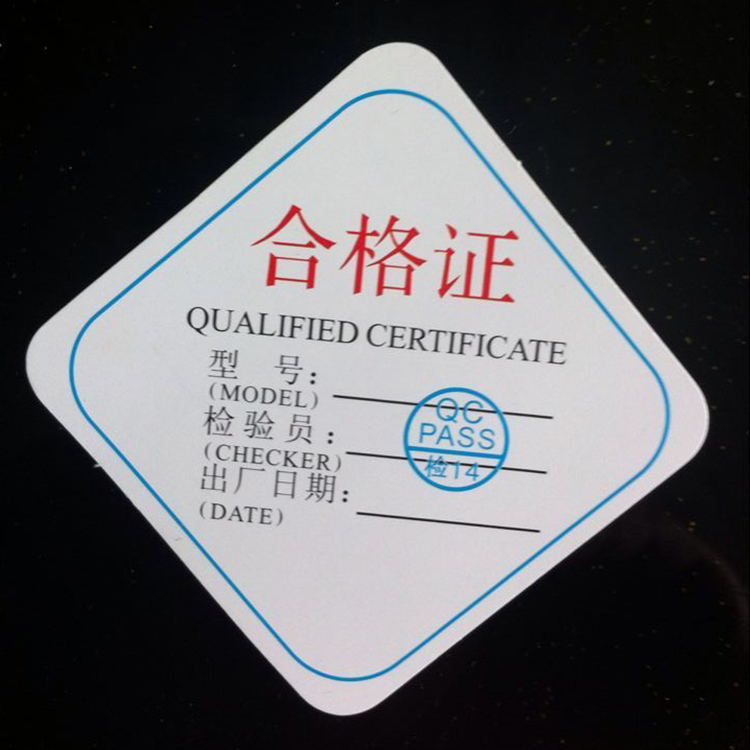 合格证
QUALIFIED CERTIFICATE
型 号:
(MODEL)
检验员:
(CHECKER)
出厂日期:
(DATE)
QC
PASS
检14